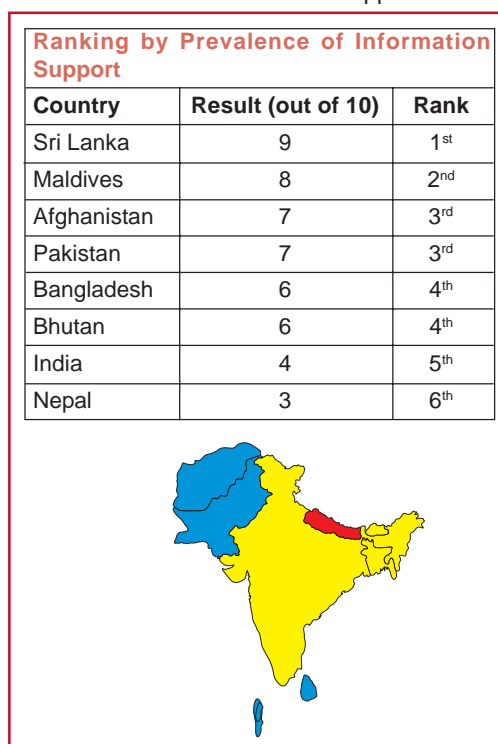 Ranking by Prevalence of Information
Support
Country Result (out of 10) Rank
Sri Lanka 9 1st
Maldives 8 2nd
Afghanistan 7 3rd
Pakistan 7 3rd
Bangladesh 6 4th
Bhutan 6 4th
India 4 5th
Nepal 3 6th